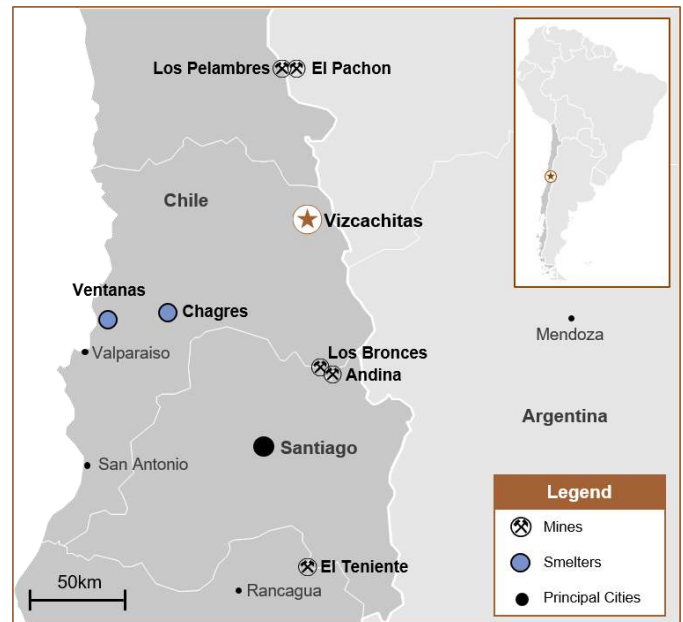 Los Pelambres
El Pachon
Chile
Vizcachitas
Ventanas
Chagres
Valparaiso
Mendoza
Los Bronces
Andina
Argentina
Santiago
San Antonio
El Teniente
Rancagua
50km
Legend
Mines
Smelters
Principal Cities